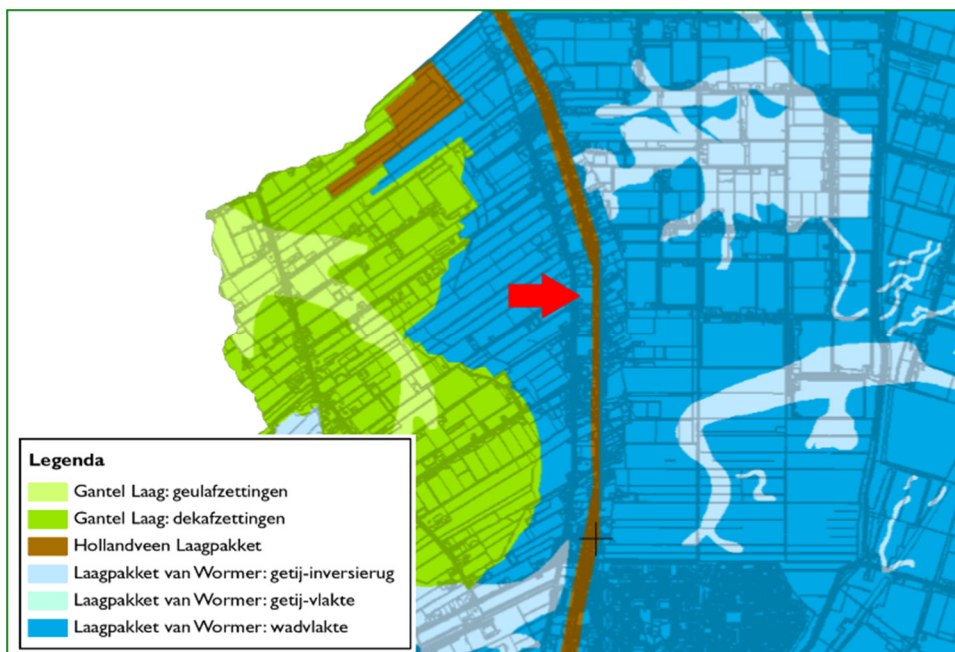 Legenda
Gantel Laag: geulafzettingen
Gantel Laag: dekafzettingen
Hollandveen Laagpakket
Laagpakket van Wormer: getij-inversierug
Laagpakket van Wormer: getij-vlakte
Laagpakket van Wormer: wadvlakte